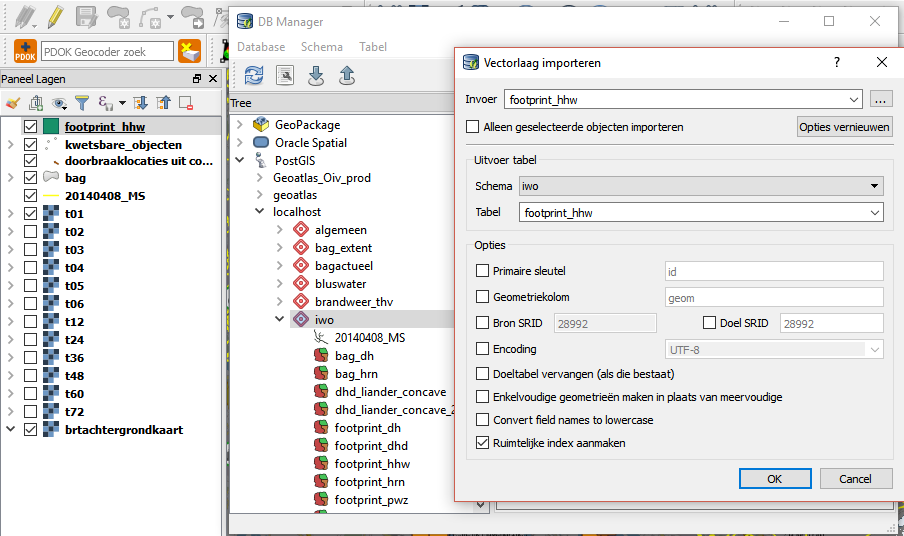 PDOK
PDOK Geocoder zoek
Paneel Lagen
footprint_hhw
kwetsbare_objecten
doorbraaklocaties uit co...
bag
20140408_MS
t01
t02
t03
t04
t05
t06
t12
t24
t36
t48
t60
t72
brtachtergrondkaart
DB Manager
Database Schema Tabel
Tree
GeoPackage
Oracle Spatial
PostGIS
Geoatlas_Oiv_prod
geoatlas
localhost
algemeen
bag_extent
bagactueel
bluswater
brandweer_thv
iwo
20140408_MS
bag_dh
bag_hrn
dhd_liander_concave
dhd_liander_concave_2
footprint_dh
footprint_dhd
footprint_hhw
footprint_hrn
footprint_pwz
Vectorlaag importeren
Invoer footprint_hhw ...
Alleen geselecteerde objecten importeren Opties vernieuwen
Uitvoer tabel
Schema iwo
Tabel footprint_hhw
Opties
Primaire sleutel id
Geometriekolom geom
Bron SRID 28992 Doel SRID 28992
Encoding UTF-8
Doeltabel vervangen (als die bestaat)
Enkelvoudige geometrieën maken in plaats van meervoudige
Convert field names to lowercase
Ruimtelijke index aanmaken
OK Cancel